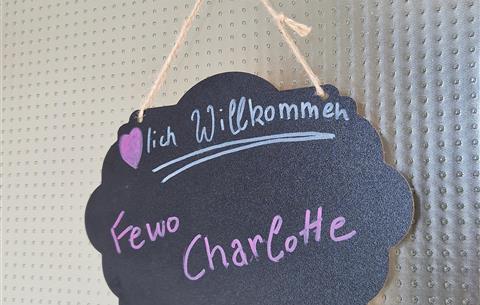 ♥lich Willkommen
Fewo
Charlotte